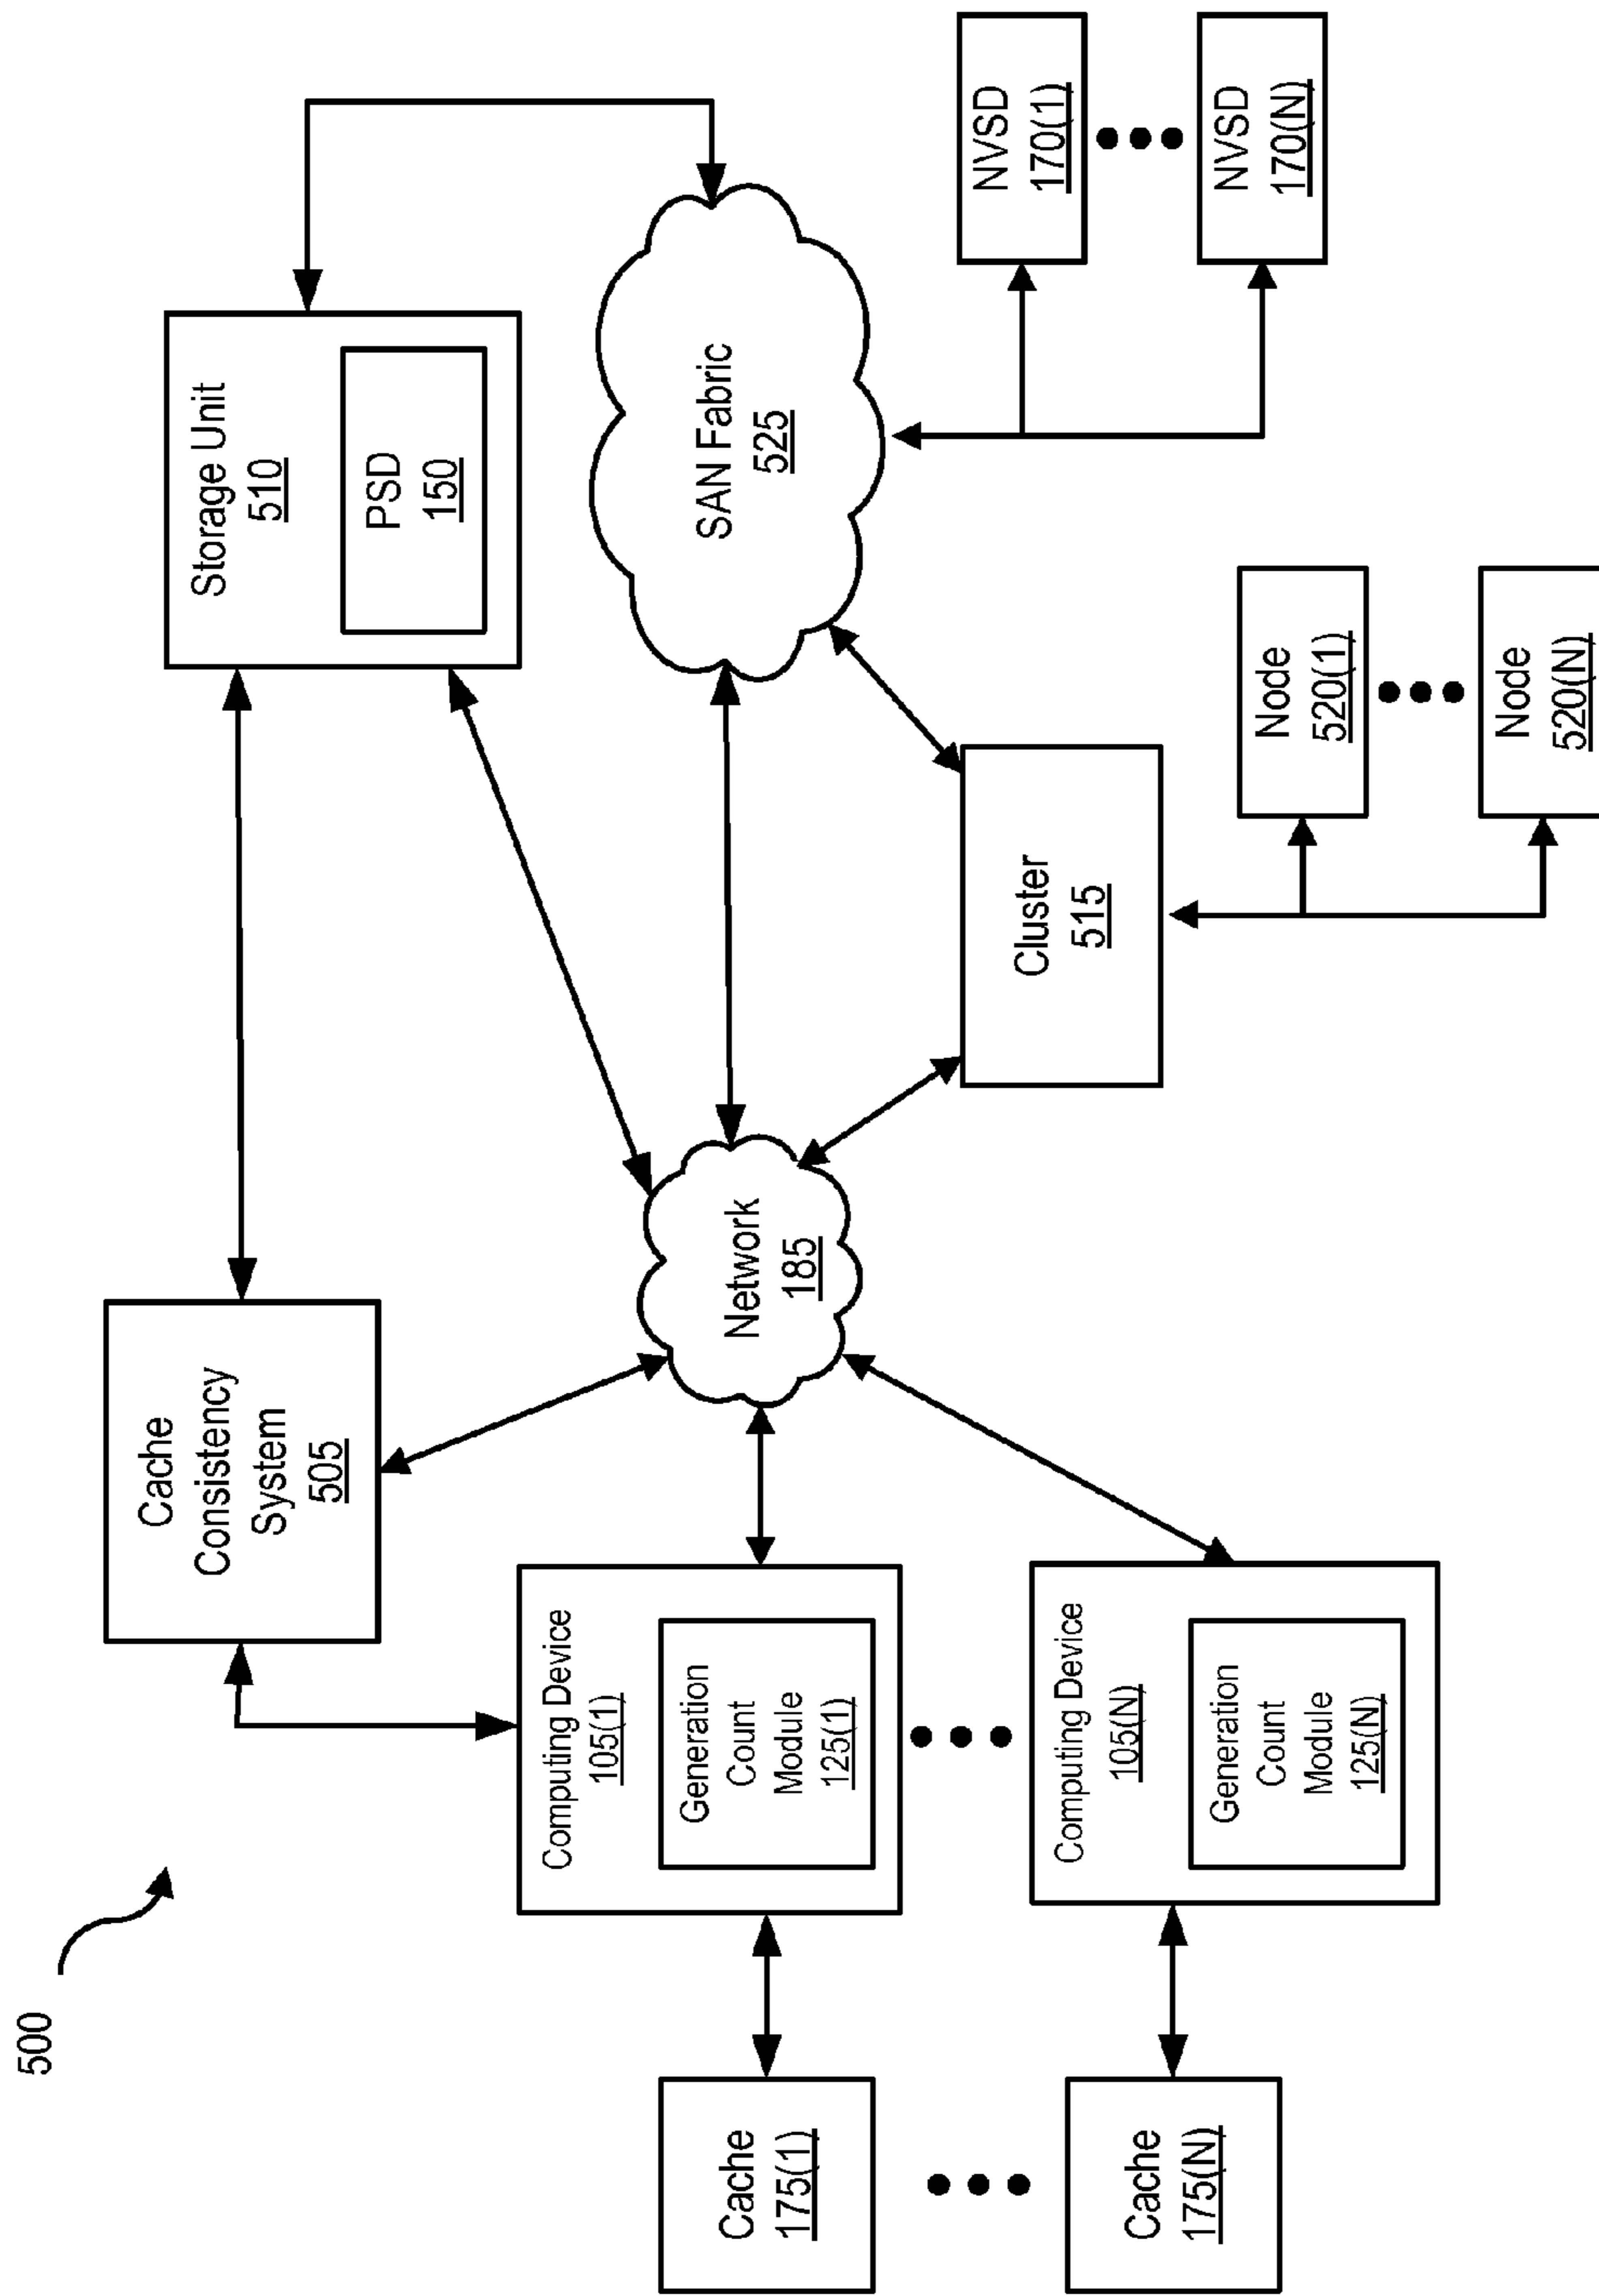 500
Cache
Consistency
System
505
Storage Unit
510
PSD
150
Cache
175(1)
Computing Device
105(1)
Generation
Count
Module
125(1)
Network
185
SAN Fabric
525
Cache
175(N)
Computing Device
105(N)
Generation
Count
Module
125(N)
Cluster
515
NVSD
170(1)
NVSD
170(N)
Node
520(1)
Node
520(N)